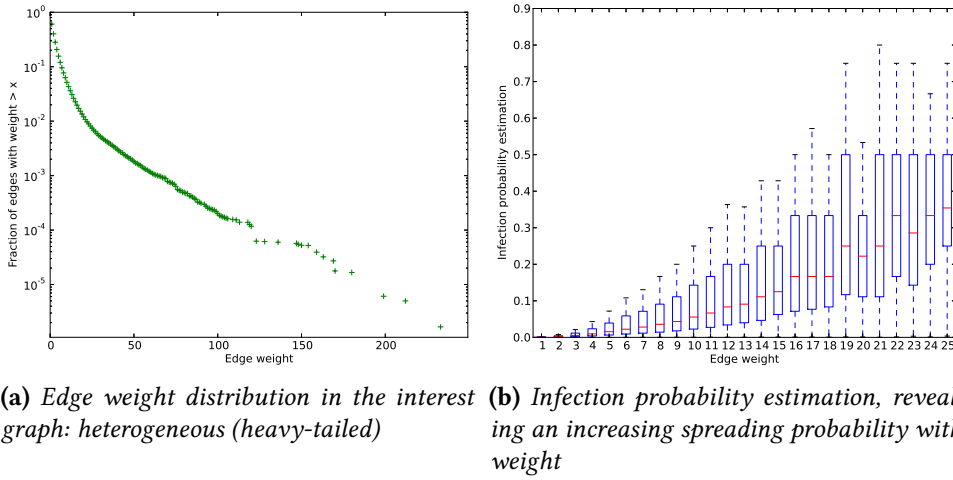 Fraction of edges with weight > x
10^0
10^-1
10^-2
10^-3
10^-4
10^-5
0 50 100 150 200
Edge weight
Infection probability estimation
0.9
0.8
0.7
0.6
0.5
0.4
0.3
0.2
0.1
0.0
1 2 3 4 5 6 7 8 9 10 11 12 13 14 15 16 17 18 19 20 21 22 23 24 25
Edge weight
(a) Edge weight distribution in the interest
graph: heterogeneous (heavy-tailed)
(b) Infection probability estimation, reveal
ing an increasing spreading probability with
weight